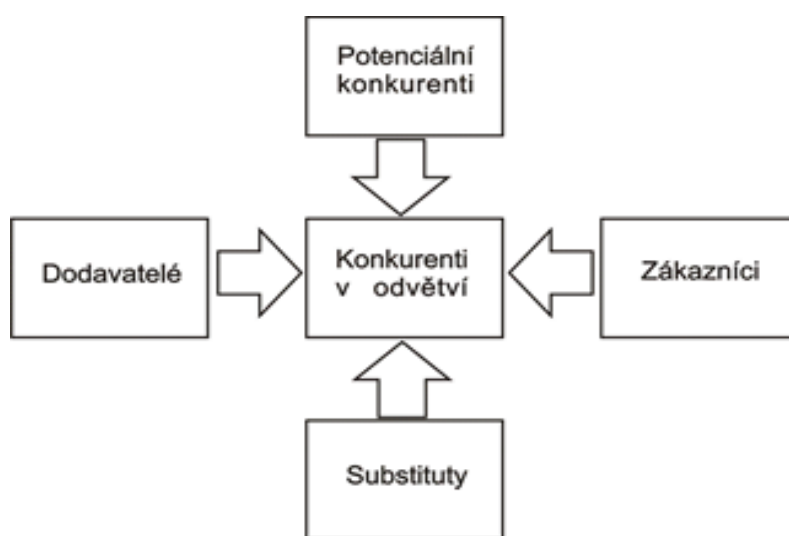 Potenciální
konkurenti
Dodavatelé
Konkurenti
v odvětví
Zákazníci
Substituty